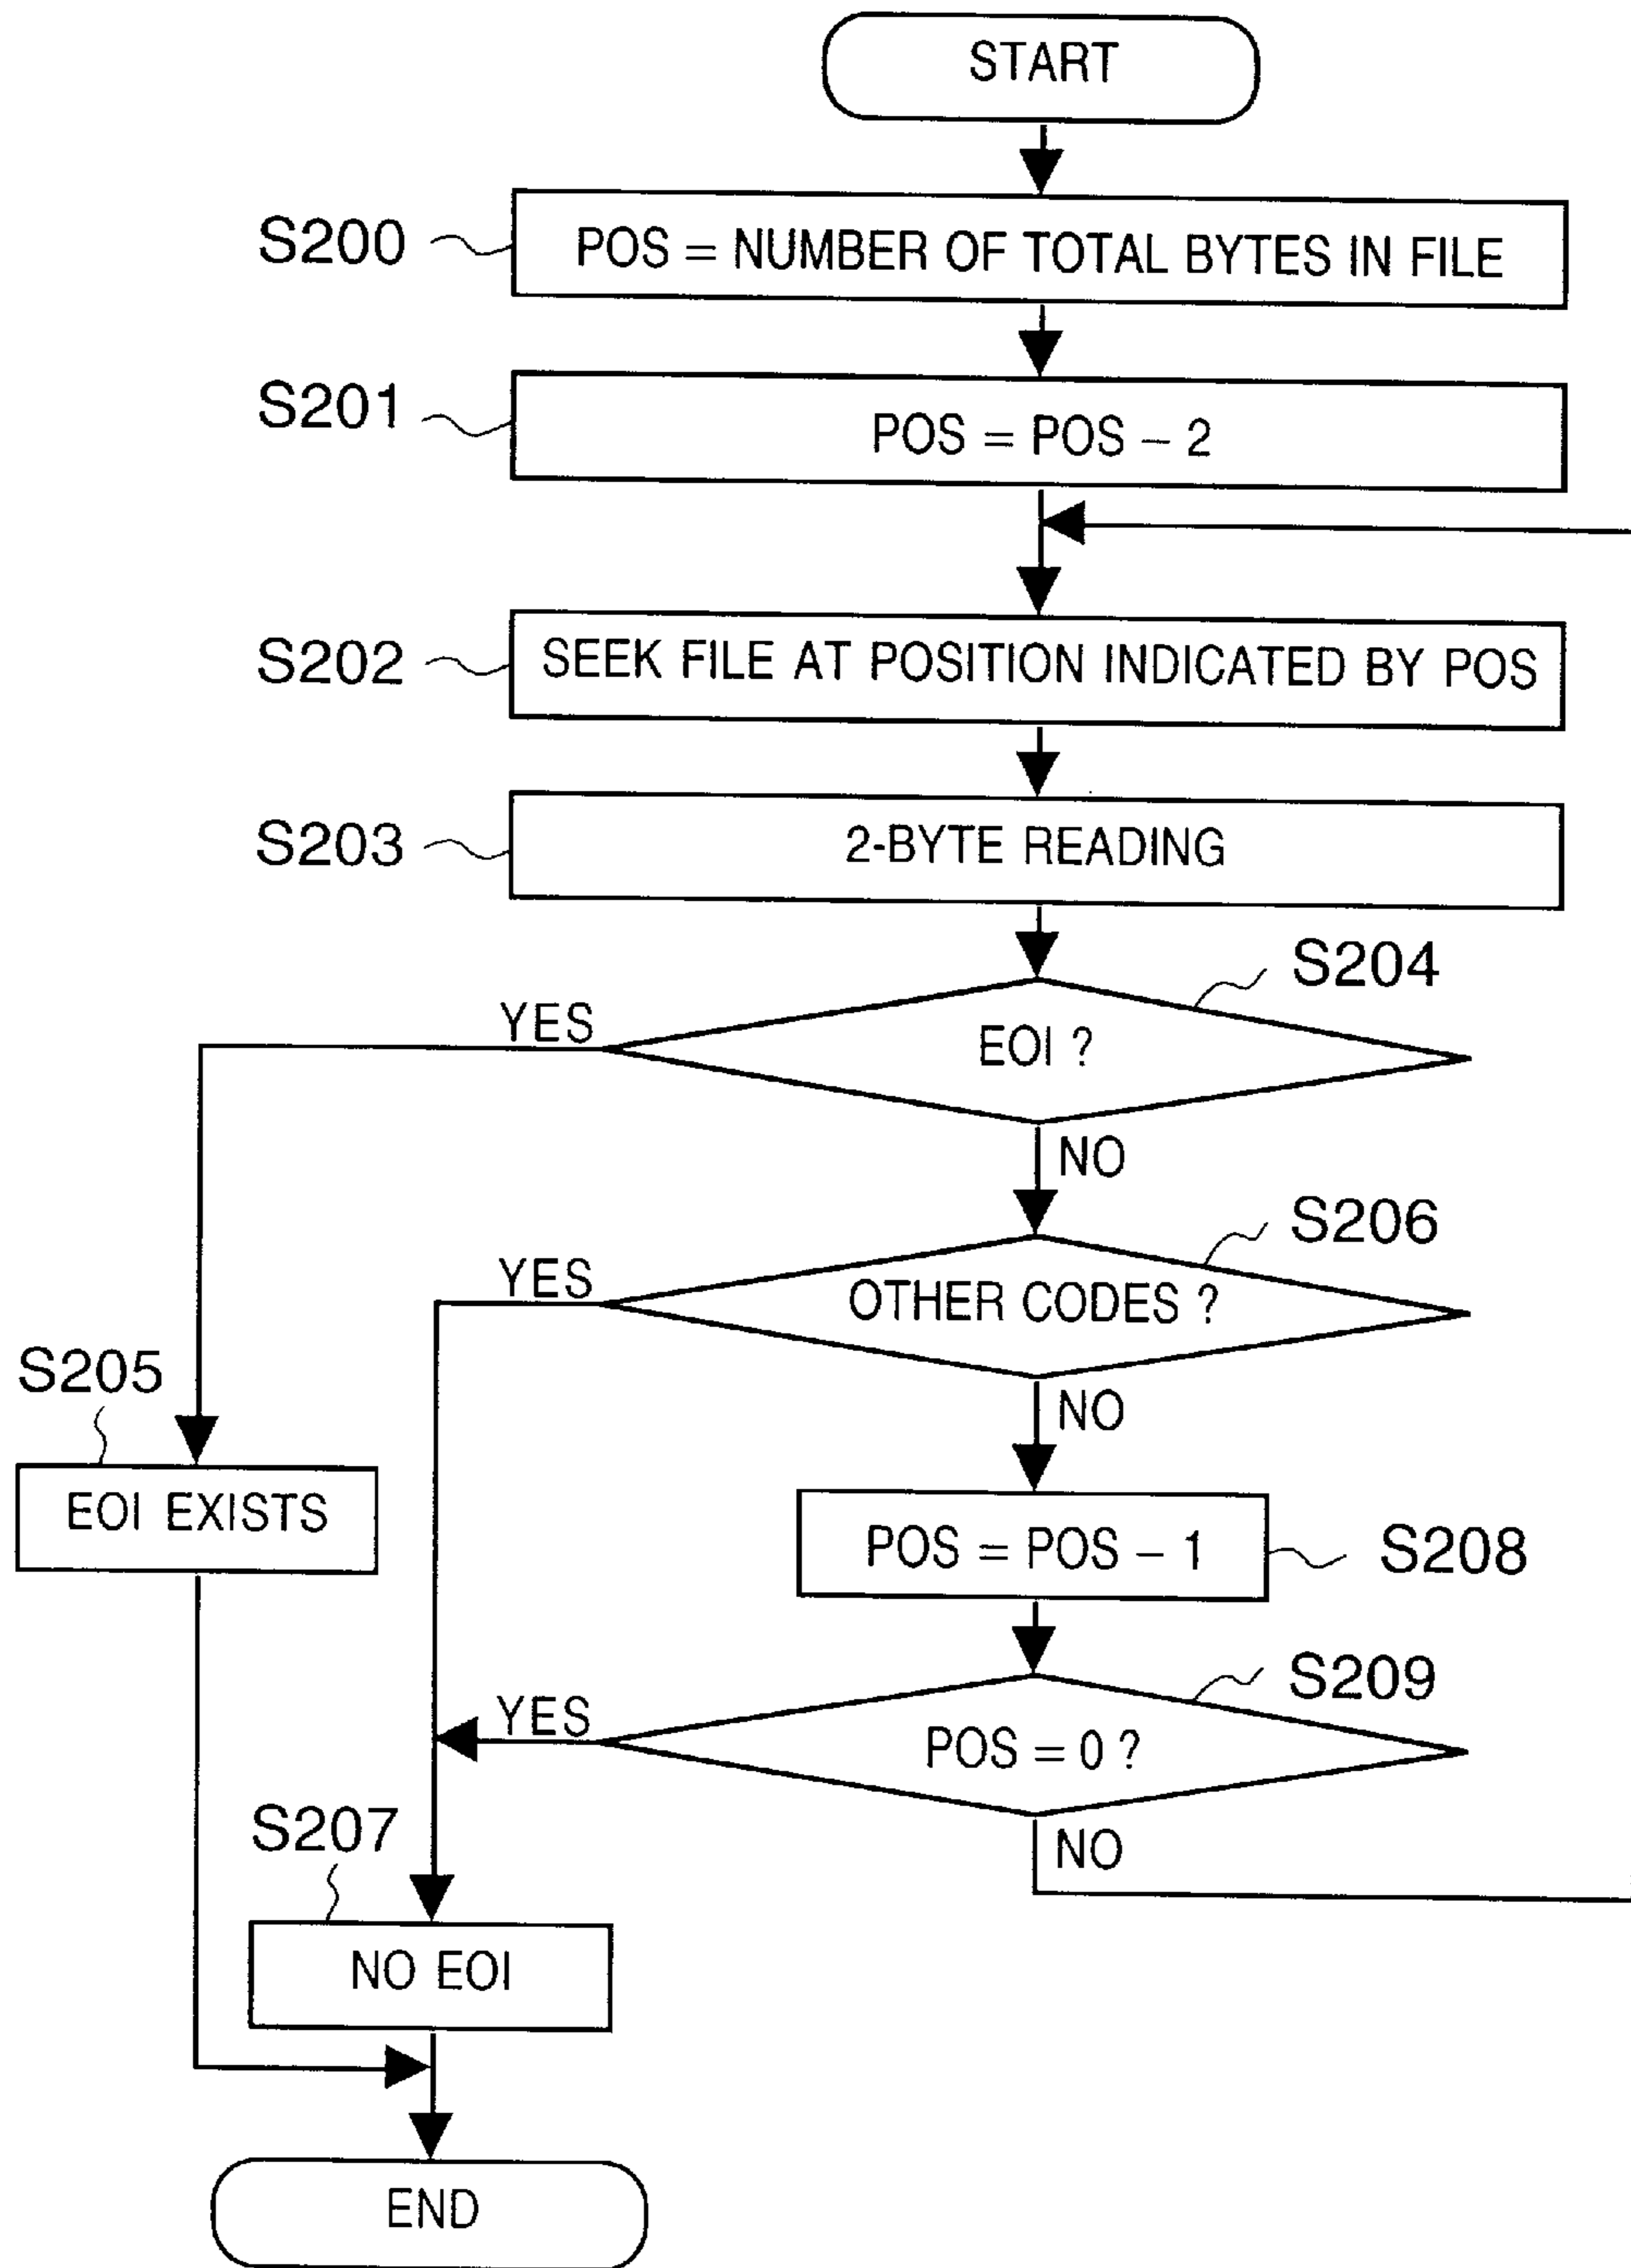 START
S200
POS = NUMBER OF TOTAL BYTES IN FILE
S201
POS = POS – 2
S202
SEEK FILE AT POSITION INDICATED BY POS
S203
2-BYTE READING
S204
YES
EOI ?
NO
S206
YES
OTHER CODES ?
S205
NO
EOI EXISTS
POS = POS – 1
S208
S209
YES
POS = 0 ?
S207
NO
NO EOI
END